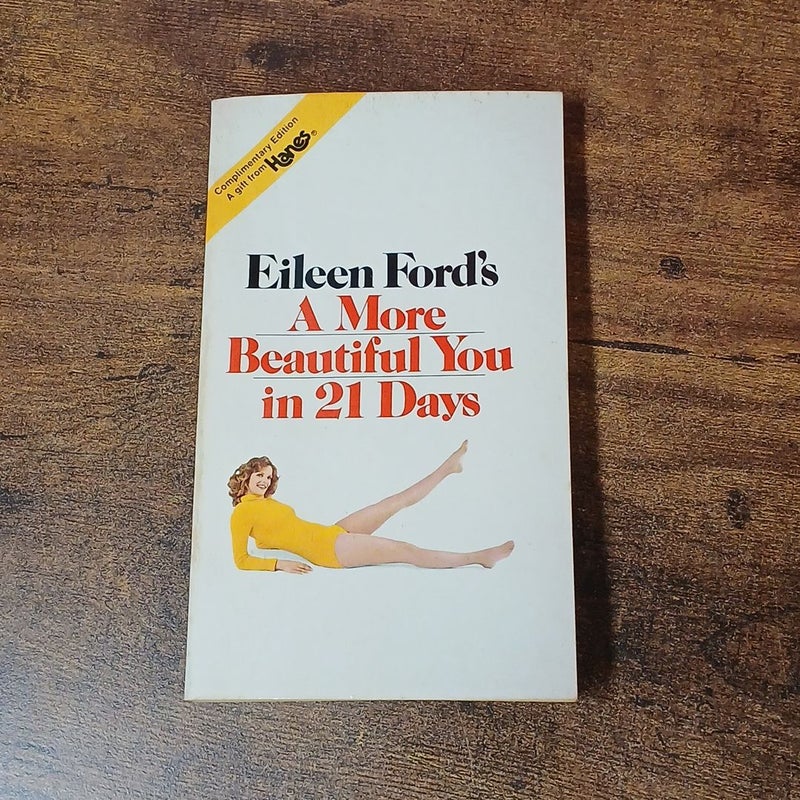 Complimentary Edition
A gift from Hanes®
Eileen Ford's
A More
Beautiful You
in 21 Days